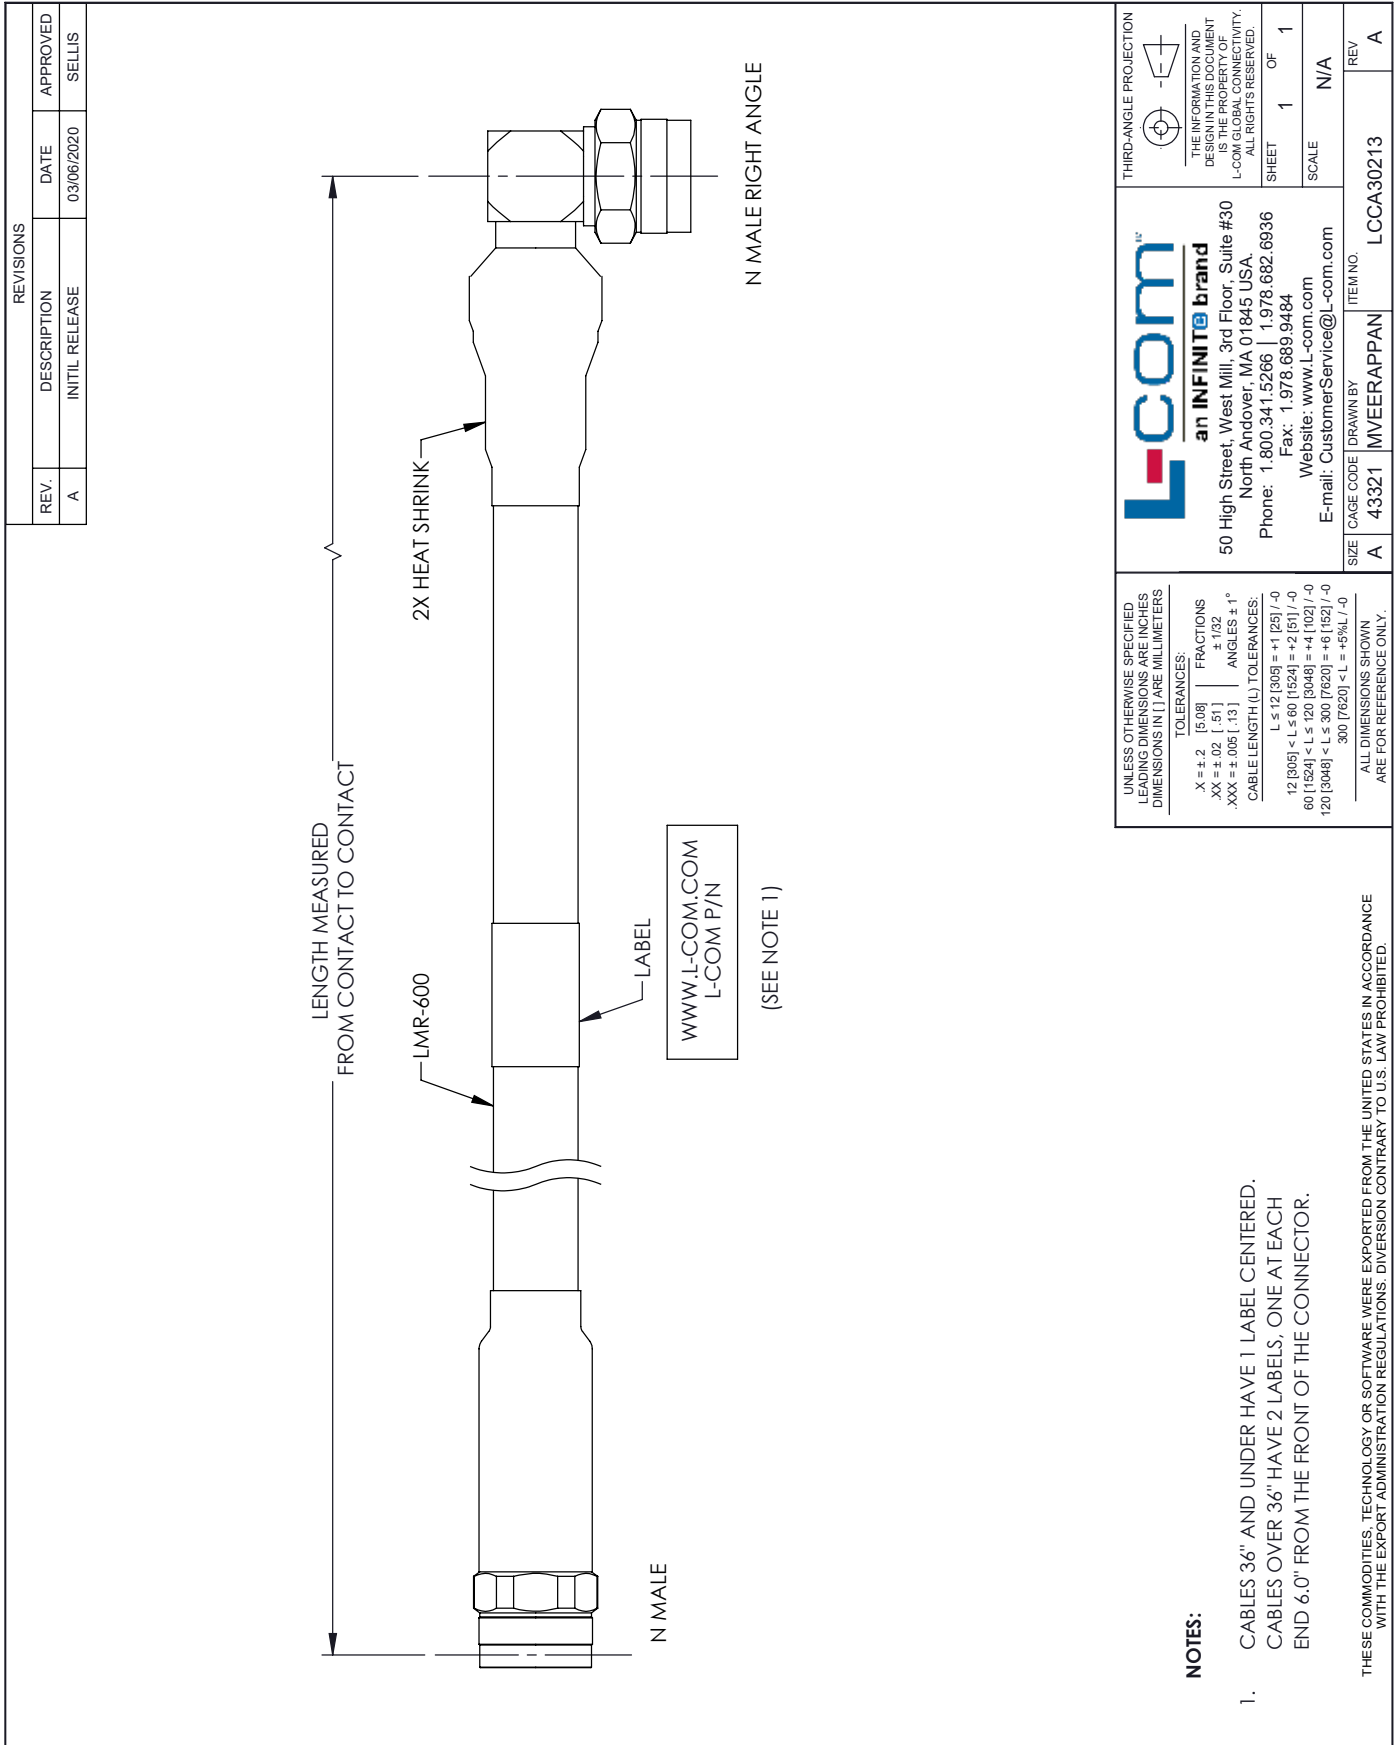 REVISIONS
REV. DESCRIPTION DATE APPROVED
A INITIL RELEASE 03/06/2020 SELLIS
LENGTH MEASURED
FROM CONTACT TO CONTACT
LMR-600
2X HEAT SHRINK
LABEL
WWW.L-COM.COM
L-COM P/N
(SEE NOTE 1)
N MALE
N MALE RIGHT ANGLE
NOTES:
1. CABLES 36" AND UNDER HAVE 1 LABEL CENTERED.
CABLES OVER 36" HAVE 2 LABELS, ONE AT EACH
END 6.0" FROM THE FRONT OF THE CONNECTOR.
THESE COMMODITIES, TECHNOLOGY OR SOFTWARE WERE EXPORTED FROM THE UNITED STATES IN ACCORDANCE
WITH THE EXPORT ADMINISTRATION REGULATIONS. DIVERSION CONTRARY TO U.S. LAW PROHIBITED.
UNLESS OTHERWISE SPECIFIED
LEADING DIMENSIONS ARE INCHES
DIMENSIONS IN [ ] ARE MILLIMETERS
TOLERANCES:
.X = ± .2 [5.08] FRACTIONS
.XX = ± .02 [ .51 ] ± 1/32
.XXX = ± .005 [ .13 ] ANGLES ± 1°
CABLE LENGTH (L) TOLERANCES:
L ≤ 12 [305] = +1 [25] / -0
12 [305] < L ≤ 60 [1524] = +2 [51] / -0
60 [1524] < L ≤ 120 [3048] = +4 [102] / -0
120 [3048] < L ≤ 300 [7620] = +6 [152] / -0
300 [7620] < L = +5%L / -0
ALL DIMENSIONS SHOWN
ARE FOR REFERENCE ONLY.
L-com
an INFINIT@ brand
50 High Street, West Mill, 3rd Floor, Suite #30
North Andover, MA 01845 USA.
Phone: 1.800.341.5266 | 1.978.682.6936
Fax: 1.978.689.9484
Website: www.L-com.com
E-mail: CustomerService@L-com.com
THIRD-ANGLE PROJECTION
THE INFORMATION AND
DESIGN IN THIS DOCUMENT
IS THE PROPERTY OF
L-COM GLOBAL CONNECTIVITY.
ALL RIGHTS RESERVED.
SHEET 1 OF 1
SCALE N/A
SIZE A
CAGE CODE 43321
DRAWN BY MVEERAPPAN
ITEM NO. LCCA30213
REV A